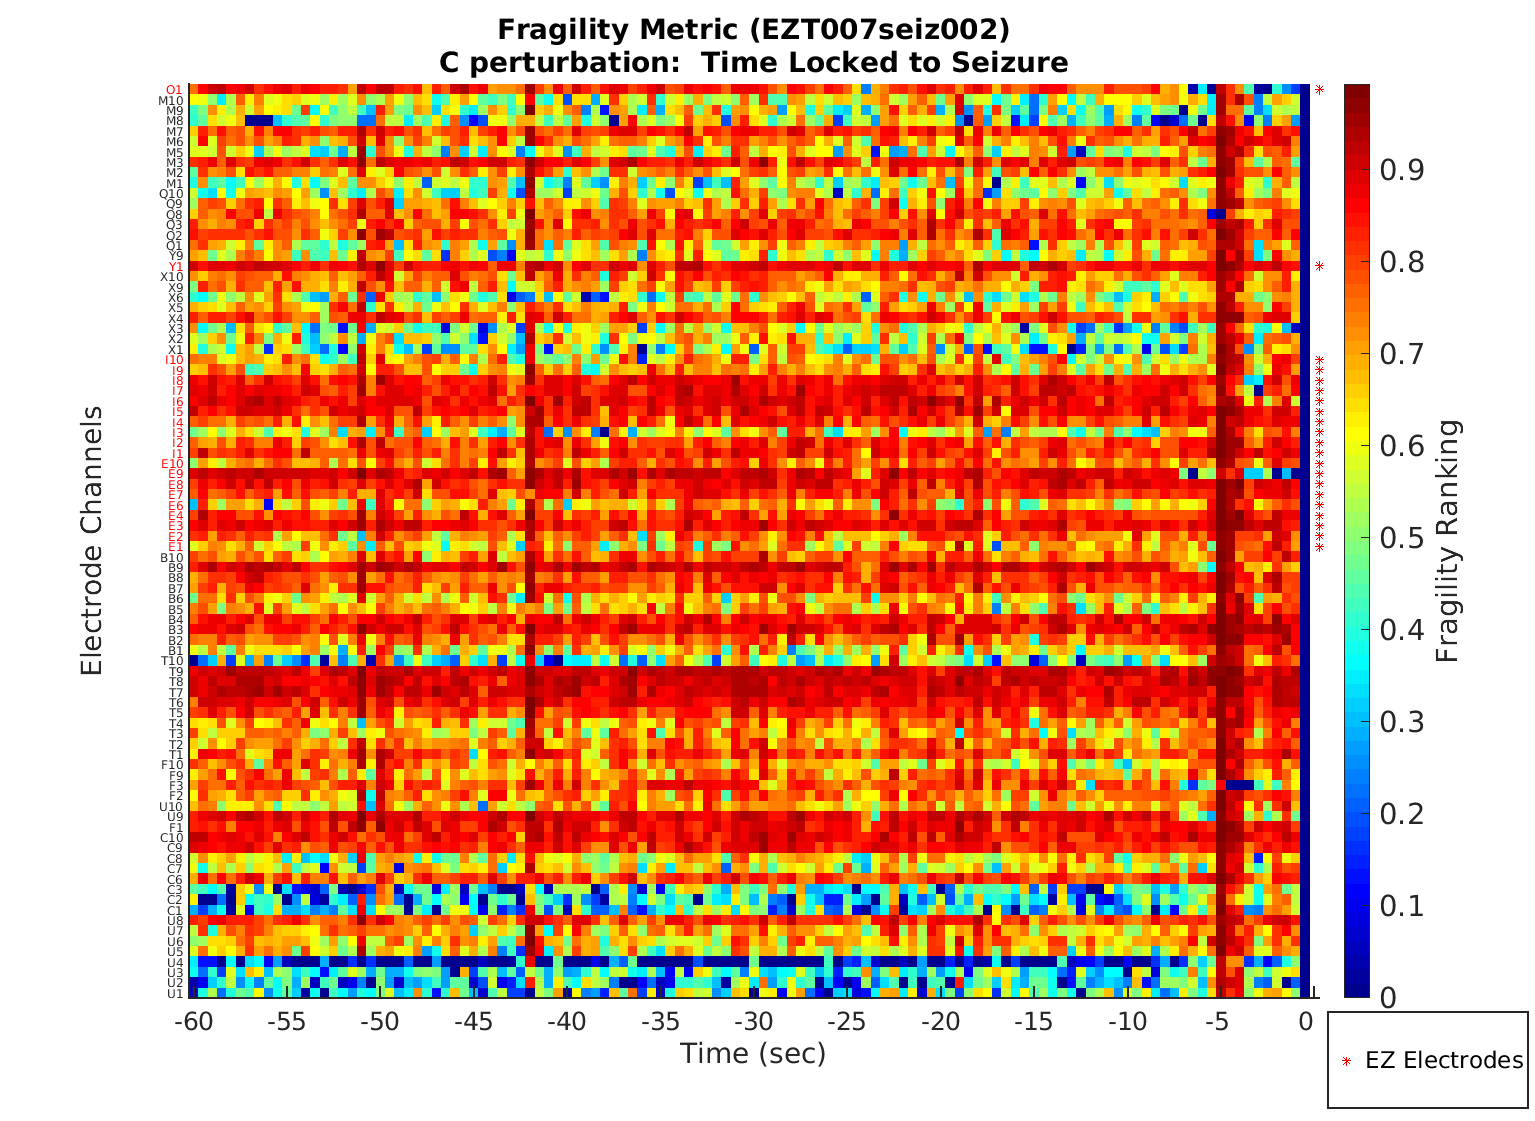 Fragility Metric (EZT007seiz002)
C perturbation:  Time Locked to Seizure
Electrode Channels
O1
M10
M9
M8
M7
M6
M5
M3
M2
M1
Q10
Q9
Q8
Q3
Q2
Q1
Y9
Y1
X10
X9
X6
X5
X4
X3
X2
X1
I10
I9
I8
I7
I6
I5
I4
I3
I2
I1
E10
E9
E8
E7
E6
E4
E3
E2
E1
B10
B9
B8
B7
B6
B5
B4
B3
B2
B1
T10
T9
T8
T7
T6
T5
T4
T3
T2
T1
F10
F9
F3
F2
U10
U9
F1
C10
C9
C8
C7
C6
C3
C2
C1
U8
U7
U6
U5
U4
U3
U2
U1
-60 -55 -50 -45 -40 -35 -30 -25 -20 -15 -10 -5 0
Time (sec)
0.9
0.8
0.7
0.6
0.5
0.4
0.3
0.2
0.1
0
Fragility Ranking
EZ Electrodes